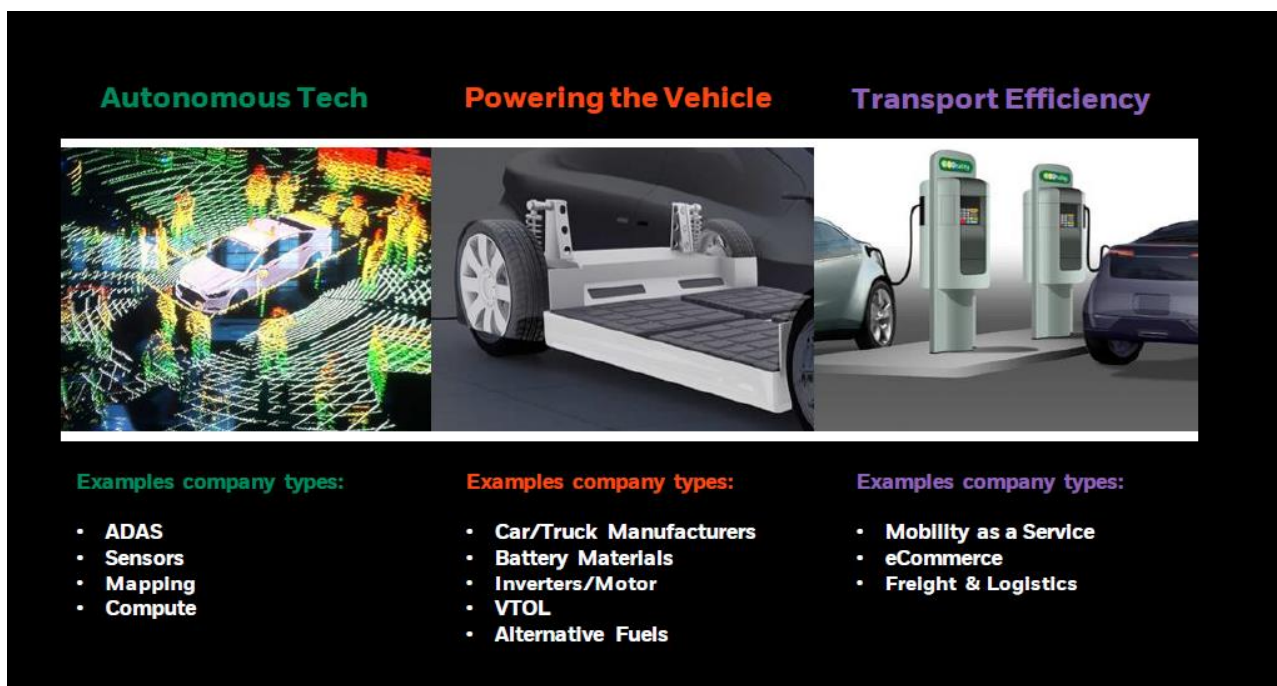 Autonomous Tech
Powering the Vehicle
Transport Efficiency
Examples company types:
• ADAS
• Sensors
• Mapping
• Compute
Examples company types:
• Car/Truck Manufacturers
• Battery Materials
• Inverters/Motor
• VTOL
• Alternative Fuels
Examples company types:
• Mobility as a Service
• eCommerce
• Freight & Logistics